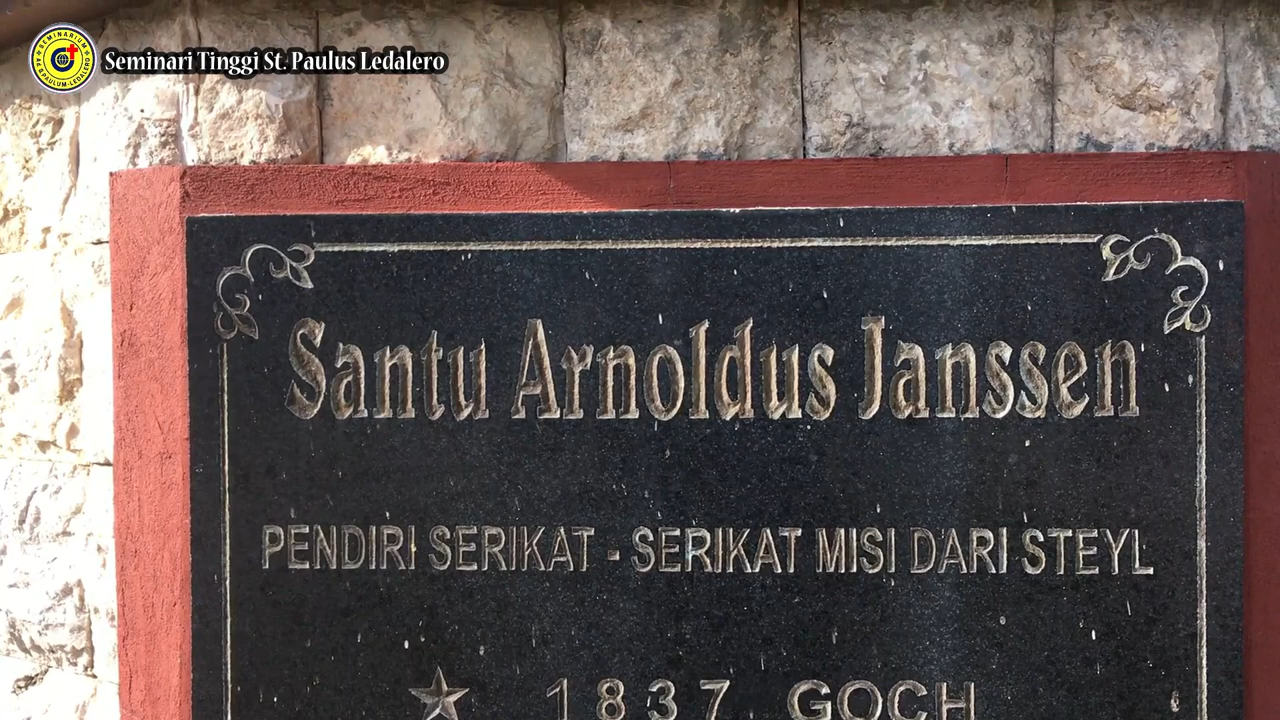 Seminari Tinggi St. Paulus Ledalero
Santu Arnoldus Janssen
PENDIRI SERIKAT - SERIKAT MISI DARI STEYL
1837 GOCH